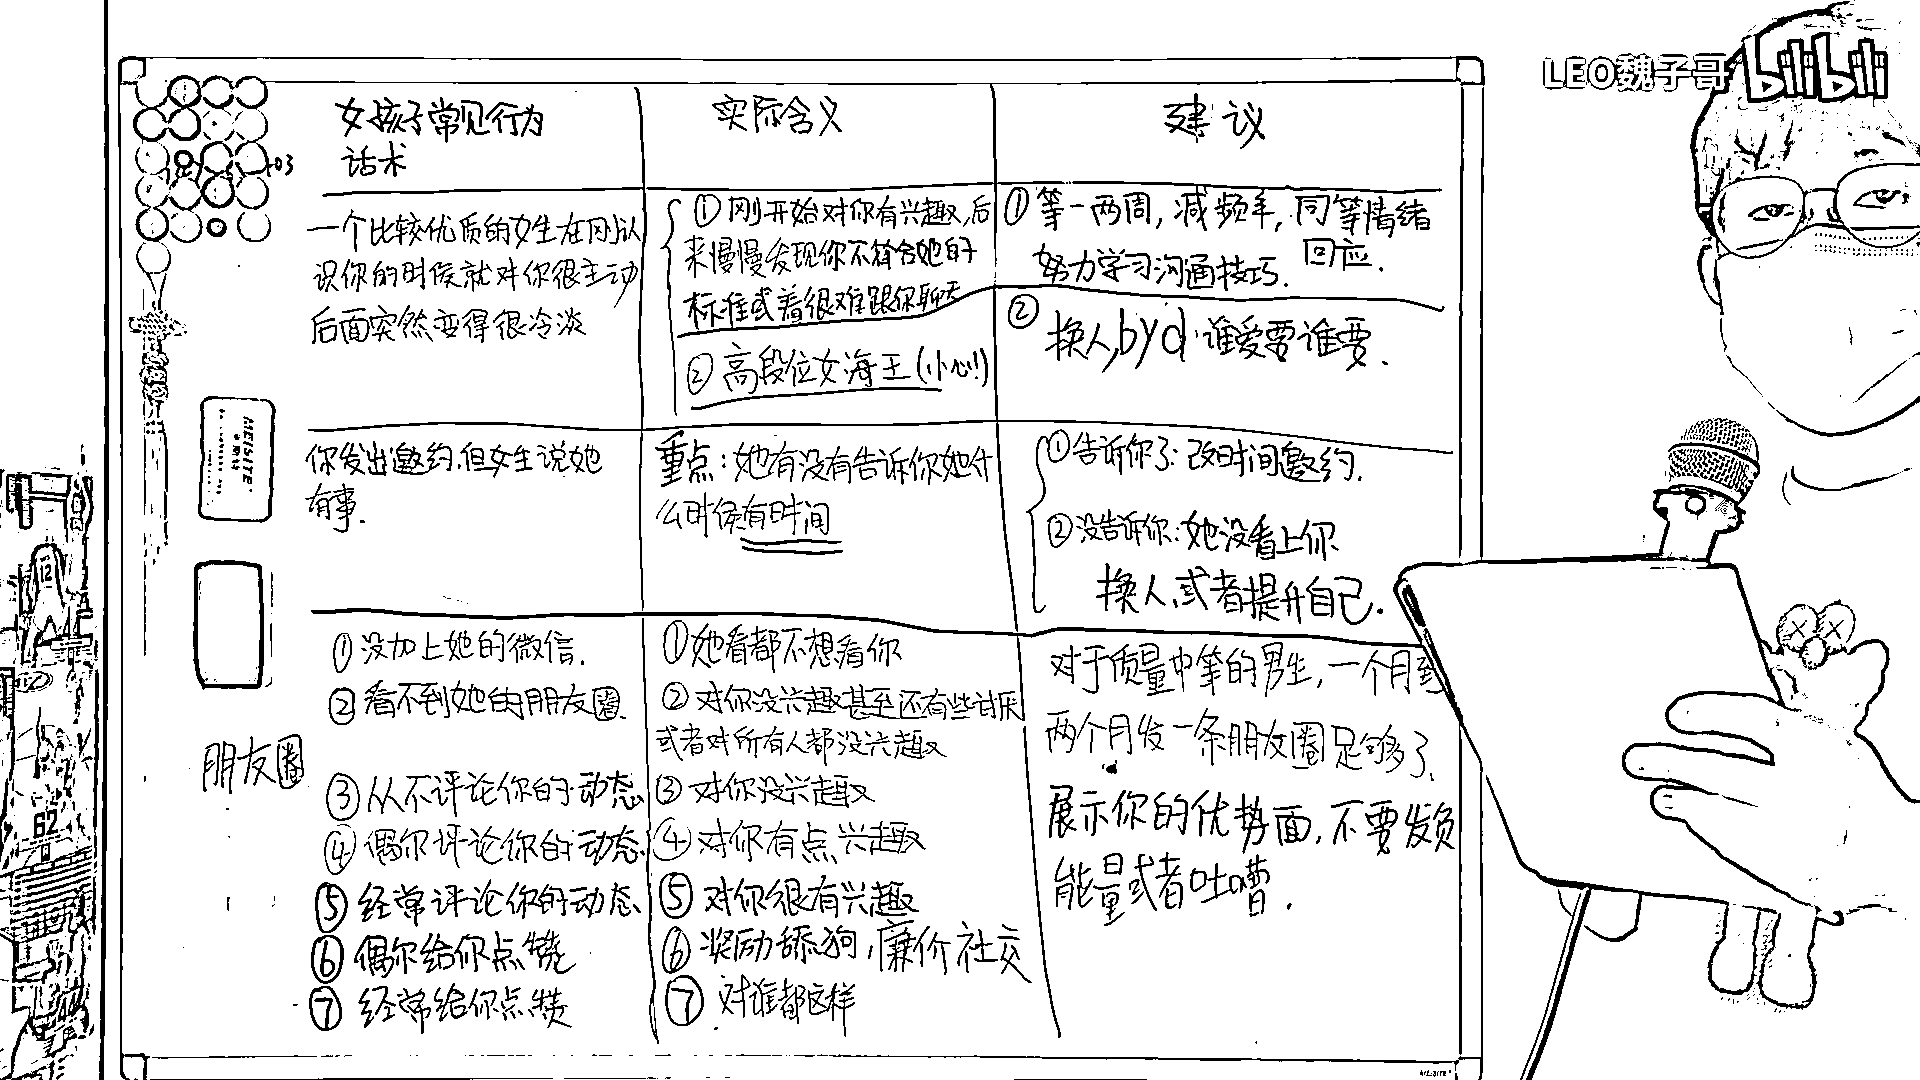 LEO魏子哥 bilibili
女孩子常见行为
话术
实际含义
建议
一个比较优质的女生在刚认
识你的时候就对你很主动
后面突然变得很冷淡
①刚开始对你有兴趣,后
来慢慢发现你不符合她的
标准或着很难跟你聊天
②高段位女海王(小心!)
①等一两周,减频率,同等情绪
回应.
努力学习沟通技巧.
②换人,byd.谁爱要谁要.
你发出邀约.但女生说她
有事.
重点:她有没有告诉你她什
么时候有时间
①告诉你了:改时间邀约.
②没告诉你:她没看上你
换人,或者提升自己.
朋友圈
①没加上她的微信.
②看不到她的朋友圈.
③从不评论你的动态
④偶尔评论你的动态
⑤经常评论你的动态
⑥偶尔给你点赞
⑦经常给你点赞
①她看都不想看你
②对你没兴趣甚至还有些讨厌
或者对所有人都没兴趣
③对你没兴趣
④对你有点兴趣
⑤对你很有兴趣
⑥奖励舔狗,廉价社交
⑦对谁都这样
对于质量中等的男生,一个月到
两个月发一条朋友圈足够了.
展示你的优势面,不要发负
能量或者吐嘈.
MEISITE
12
62